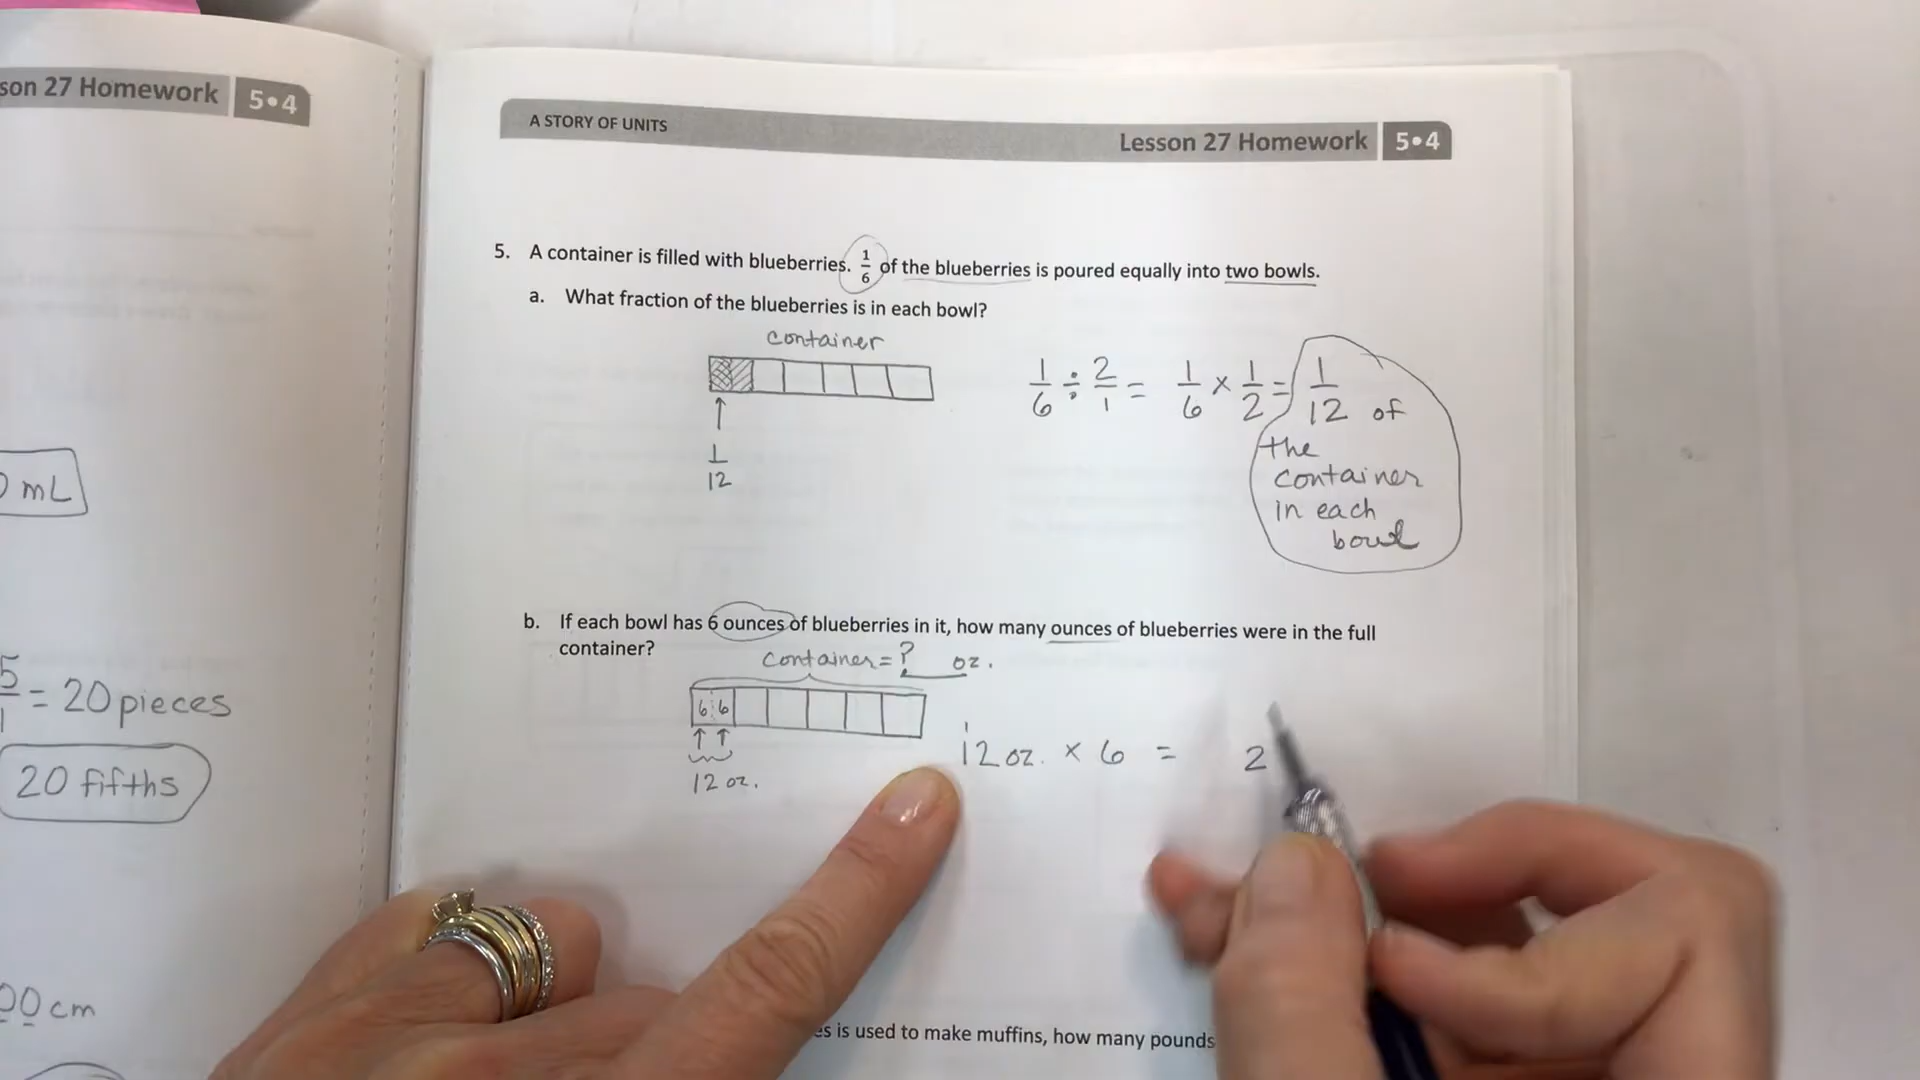 son 27 Homework 5•4
mL
= 20 pieces
20 fifths
00 cm
A STORY OF UNITS
Lesson 27 Homework 5•4
5. A container is filled with blueberries. 1/6 of the blueberries is poured equally into two bowls.
a. What fraction of the blueberries is in each bowl?
container
1/12
1/6 ÷ 2/1 = 1/6 × 1/2 = 1/12 of
the
container
in each
bowl
b. If each bowl has 6 ounces of blueberries in it, how many ounces of blueberries were in the full
container?
container = ? oz.
6 6
12 oz.
1
12 oz. × 6 = 2
es is used to make muffins, how many pounds